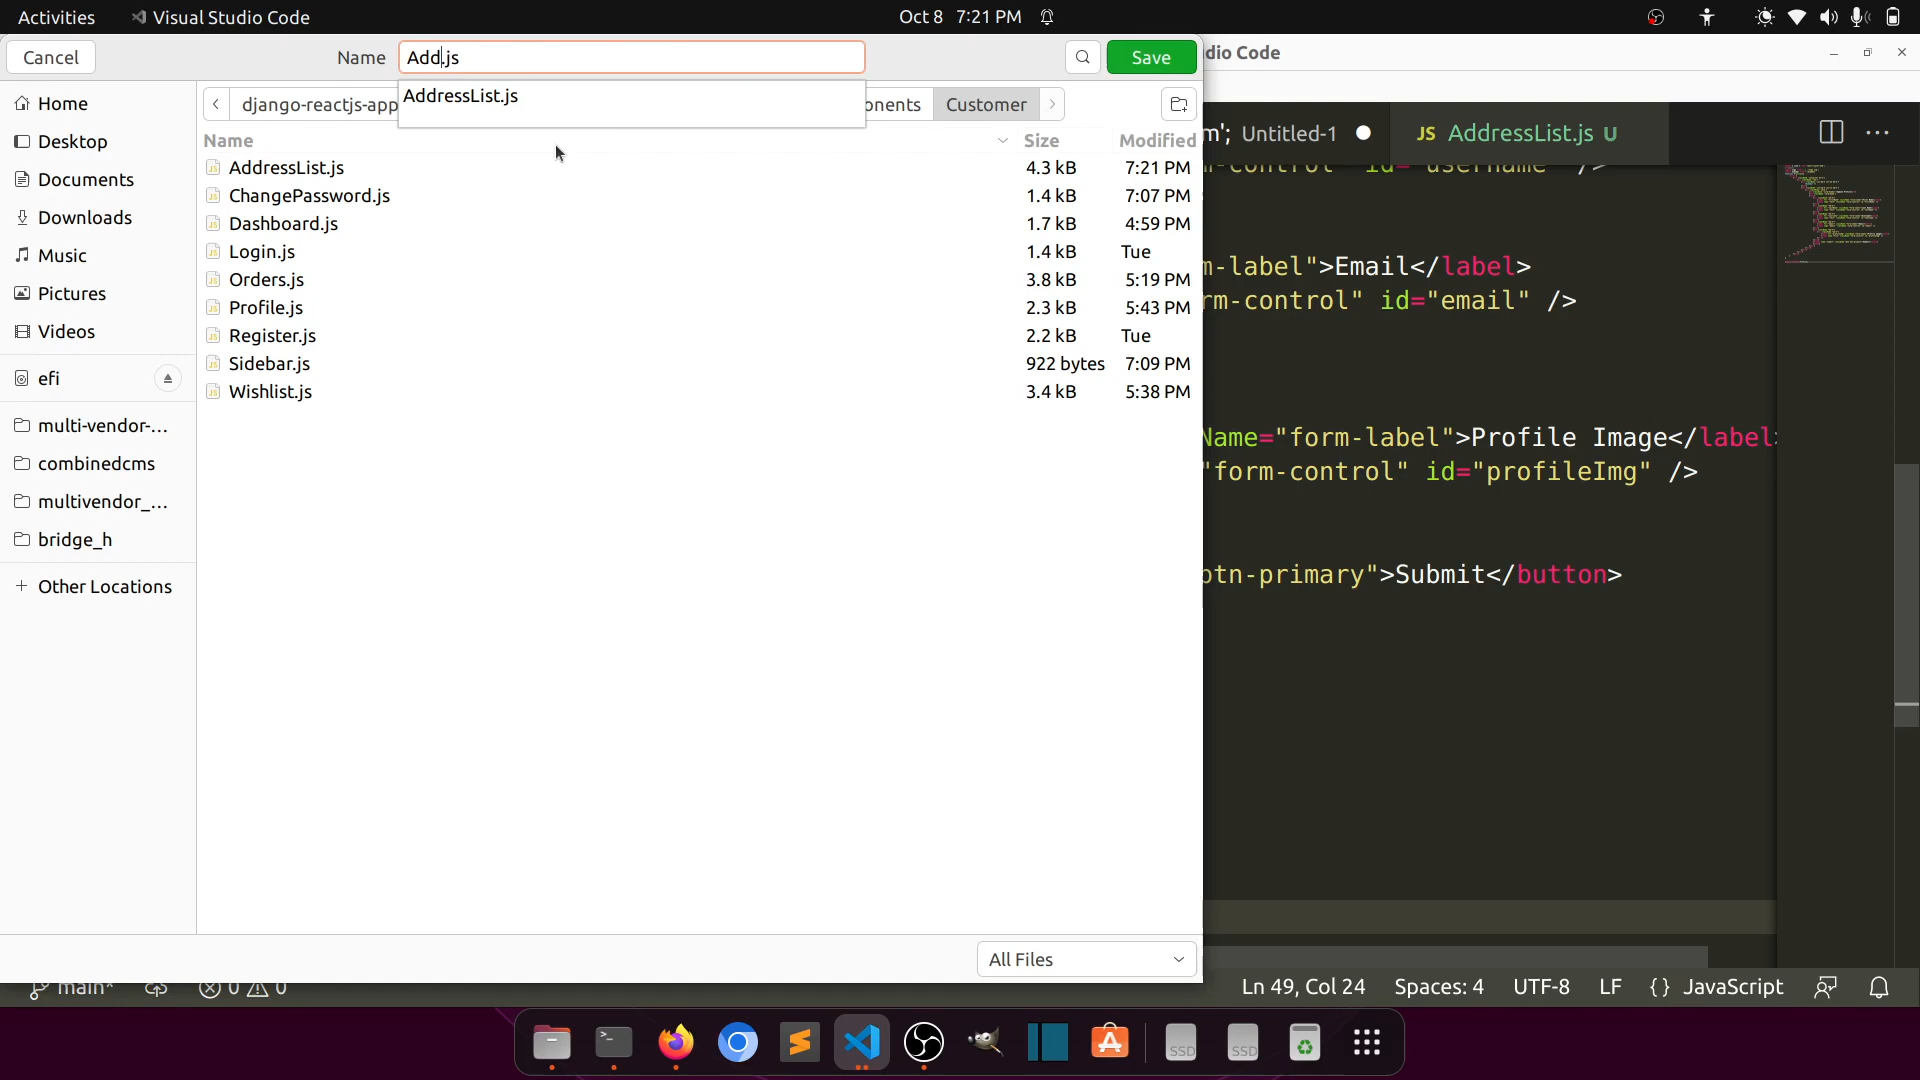 Activities
Visual Studio Code
Oct 8 7:21 PM
Cancel
Name
Add.js
Save
dio Code
AddressList.js
django-reactjs-app
onents
Customer
Name
Size
Modified
AddressList.js 4.3 kB 7:21 PM
ChangePassword.js 1.4 kB 7:07 PM
Dashboard.js 1.7 kB 4:59 PM
Login.js 1.4 kB Tue
Orders.js 3.8 kB 5:19 PM
Profile.js 2.3 kB 5:43 PM
Register.js 2.2 kB Tue
Sidebar.js 922 bytes 7:09 PM
Wishlist.js 3.4 kB 5:38 PM
Home
Desktop
Documents
Downloads
Music
Pictures
Videos
efi
multi-vendor-...
combinedcms
multivendor_...
bridge_h
+ Other Locations
All Files
m'; Untitled-1
JS AddressList.js U
m-control" id="username" />
m-label">Email</label>
rm-control" id="email" />
Name="form-label">Profile Image</label>
"form-control" id="profileImg" />
btn-primary">Submit</button>
main*
0
0
Ln 49, Col 24
Spaces: 4
UTF-8
LF
{} JavaScript
SSD
SSD